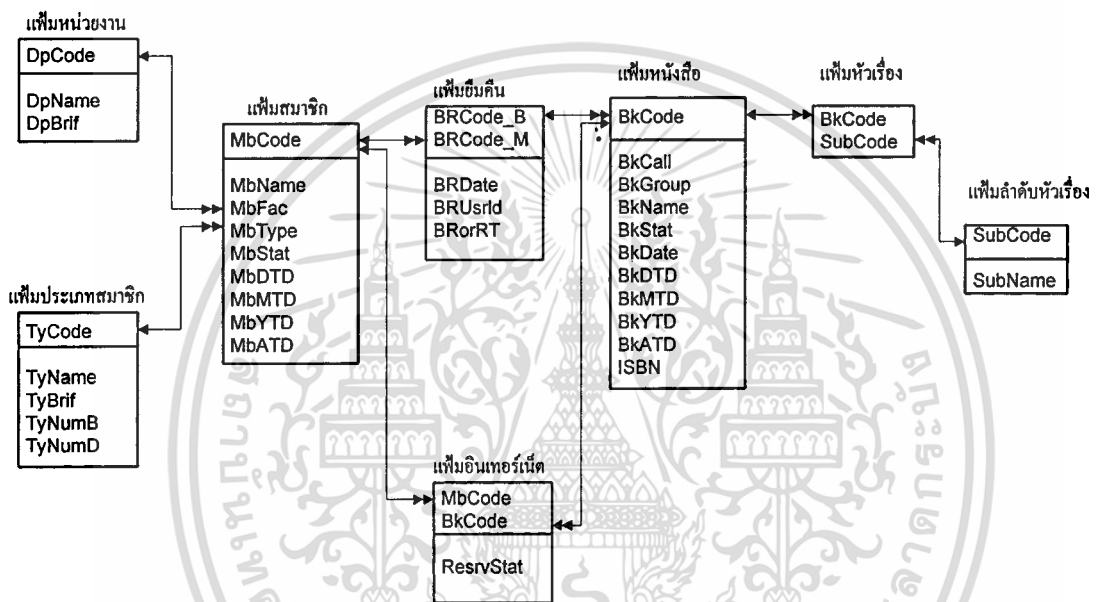 แฟ้มหน่วยงาน
DpCode
DpName
DpBrif
แฟ้มสมาชิก
MbCode
MbName
MbFac
MbType
MbStat
MbDTD
MbMTD
MbYTD
MbATD
แฟ้มประเภทสมาชิก
TyCode
TyName
TyBrif
TyNumB
TyNumD
แฟ้มยืมคืน
BRCode_B
BRCode_M
BRDate
BRUsrId
BRorRT
แฟ้มหนังสือ
BkCode
BkCall
BkGroup
BkName
BkStat
BkDate
BkDTD
BkMTD
BkYTD
BkATD
ISBN
แฟ้มหัวเรื่อง
BkCode
SubCode
แฟ้มลำดับหัวเรื่อง
SubCode
SubName
แฟ้มอินเทอร์เน็ต
MbCode
BkCode
ResrvStat